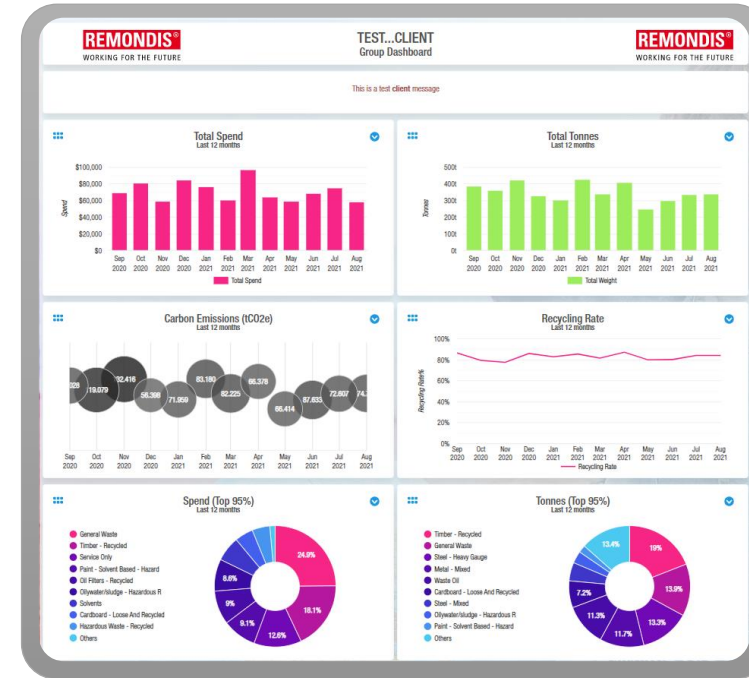 REMONDIS®
WORKING FOR THE FUTURE
TEST...CLIENT
Group Dashboard
REMONDIS®
WORKING FOR THE FUTURE
This is a test client message
Total Spend
Last 12 months
$100,000
$80,000
$60,000
$40,000
$20,000
$0
Spend
Sep Oct Nov Dec Jan Feb Mar Apr May Jun Jul Aug
2020 2020 2020 2020 2021 2021 2021 2021 2021 2021 2021 2021
Total Spend
Total Tonnes
Last 12 months
500t
400t
300t
200t
100t
0t
Tonnes
Sep Oct Nov Dec Jan Feb Mar Apr May Jun Jul Aug
2020 2020 2020 2020 2021 2021 2021 2021 2021 2021 2021 2021
Total Weight
Carbon Emissions (tCO2e)
Last 12 months
19.079
56.398
71.959
83.180
62.225
66.378
66.414
87.633
72.607
Sep Oct Nov Dec Jan Feb Mar Apr May Jun Jul Aug
2020 2020 2020 2020 2021 2021 2021 2021 2021 2021 2021 2021
Recycling Rate
Last 12 months
100%
80%
60%
40%
20%
0%
Recycling Rate%
Sep Oct Nov Dec Jan Feb Mar Apr May Jun Jul Aug
2020 2020 2020 2020 2021 2021 2021 2021 2021 2021 2021 2021
Recycling Rate
Spend (Top 95%)
Last 12 months
General Waste
Timber - Recycled
Service Only
Paint - Solvent Based - Hazard
Oil Filters - Recycled
Oilywater/sludge - Hazardous R
Solvents
Cardboard - Loose And Recycled
Hazardous Waste - Recycled
Others
24.9%
18.1%
12.6%
9.1%
9%
8.6%
Tonnes (Top 95%)
Last 12 months
Timber - Recycled
General Waste
Steel - Heavy Gauge
Metal - Mixed
Waste Oil
Cardboard - Loose And Recycled
Steel - Mixed
Oilywater/sludge - Hazardous R
Paint - Solvent Based - Hazard
Others
19%
13.9%
13.3%
11.7%
11.3%
7.2%
13.4%